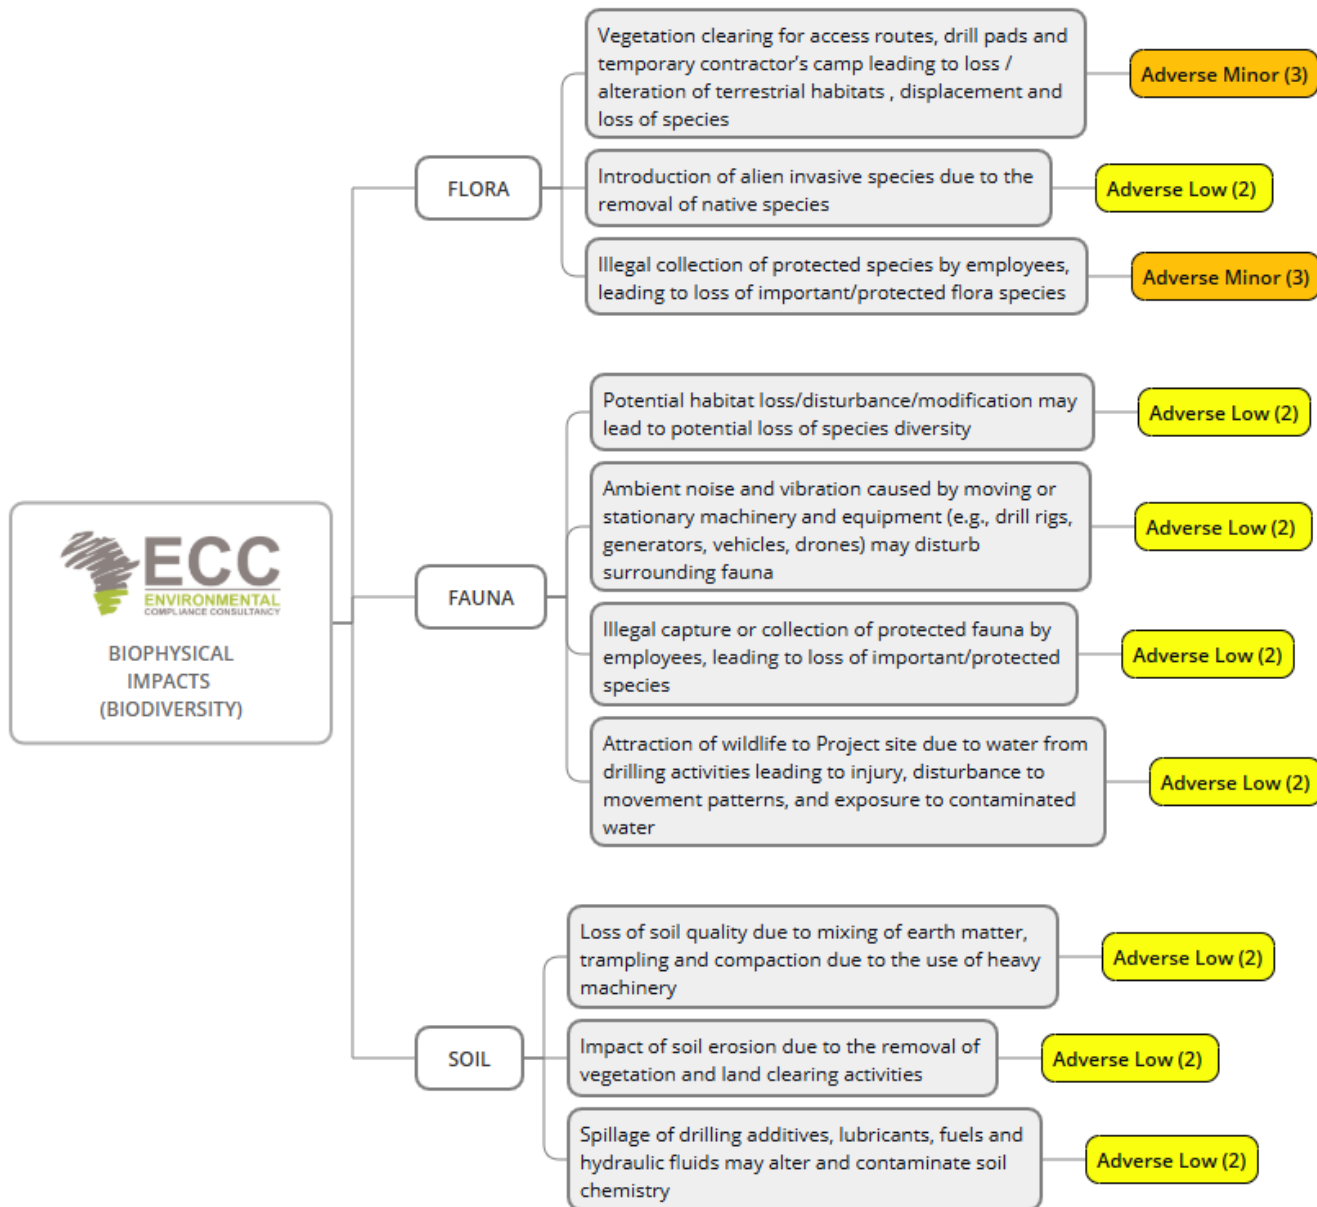 Vegetation clearing for access routes, drill pads and
temporary contractor's camp leading to loss /
alteration of terrestrial habitats , displacement and
loss of species
Adverse Minor (3)
FLORA
Introduction of alien invasive species due to the
removal of native species
Adverse Low (2)
Illegal collection of protected species by employees,
leading to loss of important/protected flora species
Adverse Minor (3)
Potential habitat loss/disturbance/modification may
lead to potential loss of species diversity
Adverse Low (2)
Ambient noise and vibration caused by moving or
stationary machinery and equipment (e.g., drill rigs,
generators, vehicles, drones) may disturb
surrounding fauna
Adverse Low (2)
ECC
ENVIRONMENTAL
COMPLIANCE CONSULTANCY
BIOPHYSICAL
IMPACTS
(BIODIVERSITY)
FAUNA
Illegal capture or collection of protected fauna by
employees, leading to loss of important/protected
species
Adverse Low (2)
Attraction of wildlife to Project site due to water from
drilling activities leading to injury, disturbance to
movement patterns, and exposure to contaminated
water
Adverse Low (2)
Loss of soil quality due to mixing of earth matter,
trampling and compaction due to the use of heavy
machinery
Adverse Low (2)
SOIL
Impact of soil erosion due to the removal of
vegetation and land clearing activities
Adverse Low (2)
Spillage of drilling additives, lubricants, fuels and
hydraulic fluids may alter and contaminate soil
chemistry
Adverse Low (2)